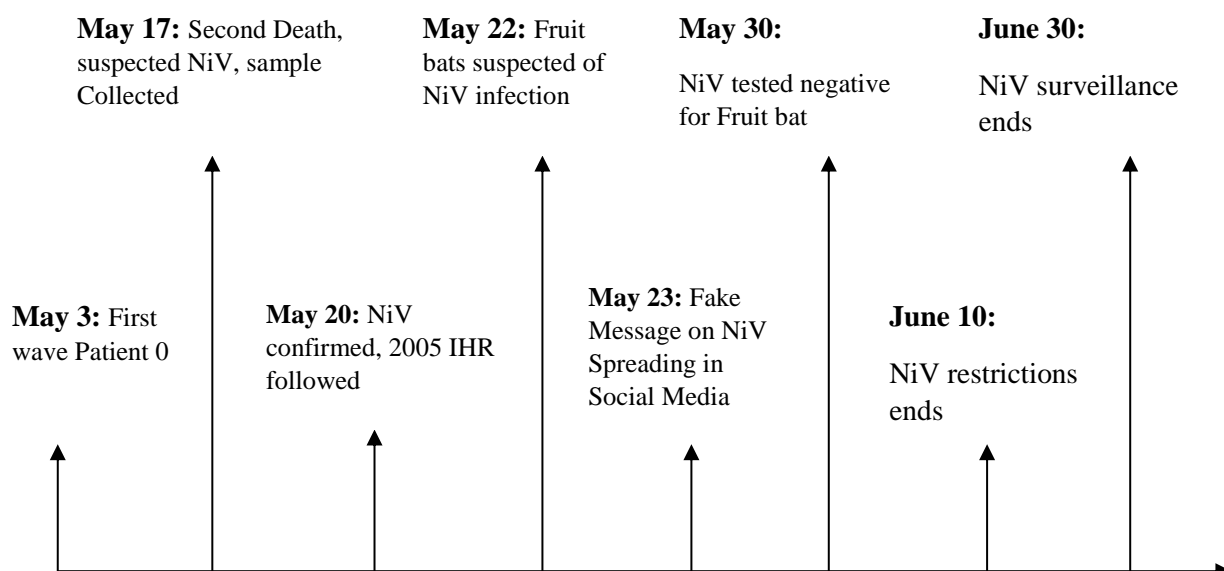 May 17: Second Death,
suspected NiV, sample
Collected
May 22: Fruit
bats suspected of
NiV infection
May 30:
NiV tested negative
for Fruit bat
June 30:
NiV surveillance
ends
May 3: First
wave Patient 0
May 20: NiV
confirmed, 2005 IHR
followed
May 23: Fake
Message on NiV
Spreading in
Social Media
June 10:
NiV restrictions
ends